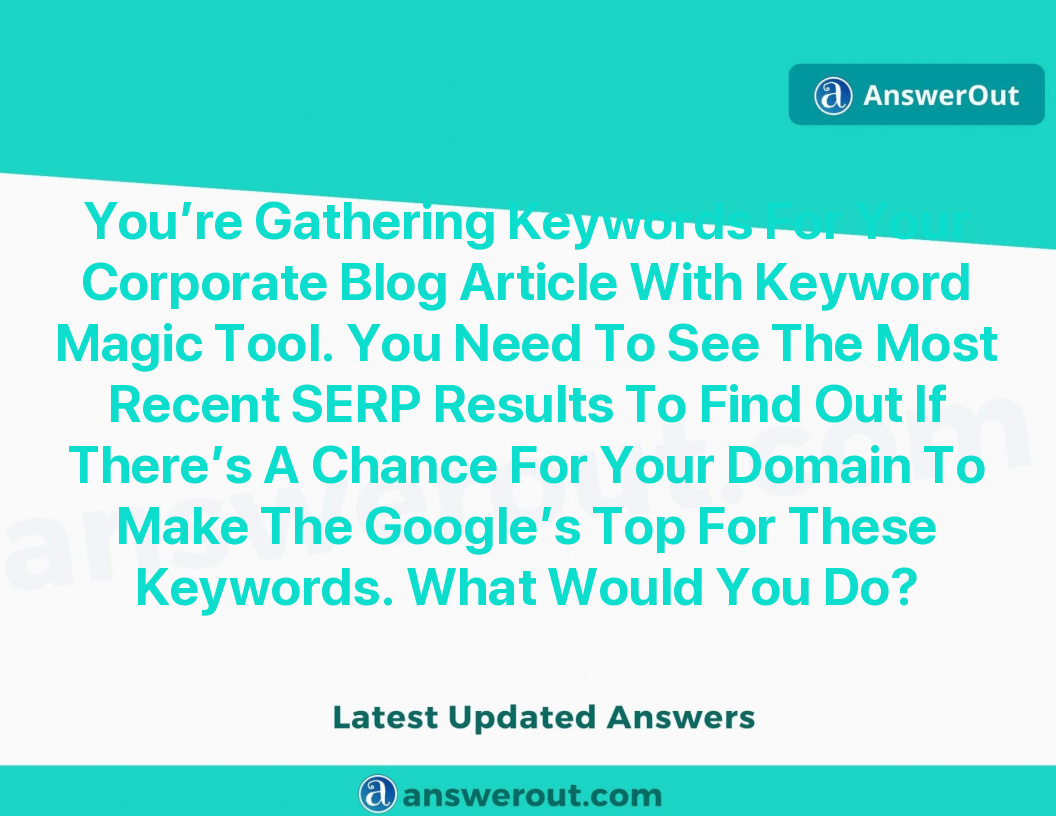 AnswerOut
You’re Gathering Keywords For Your
Corporate Blog Article With Keyword
Magic Tool. You Need To See The Most
Recent SERP Results To Find Out If
There’s A Chance For Your Domain To
Make The Google’s Top For These
Keywords. What Would You Do?
answerout.com
Latest Updated Answers
answerout.com